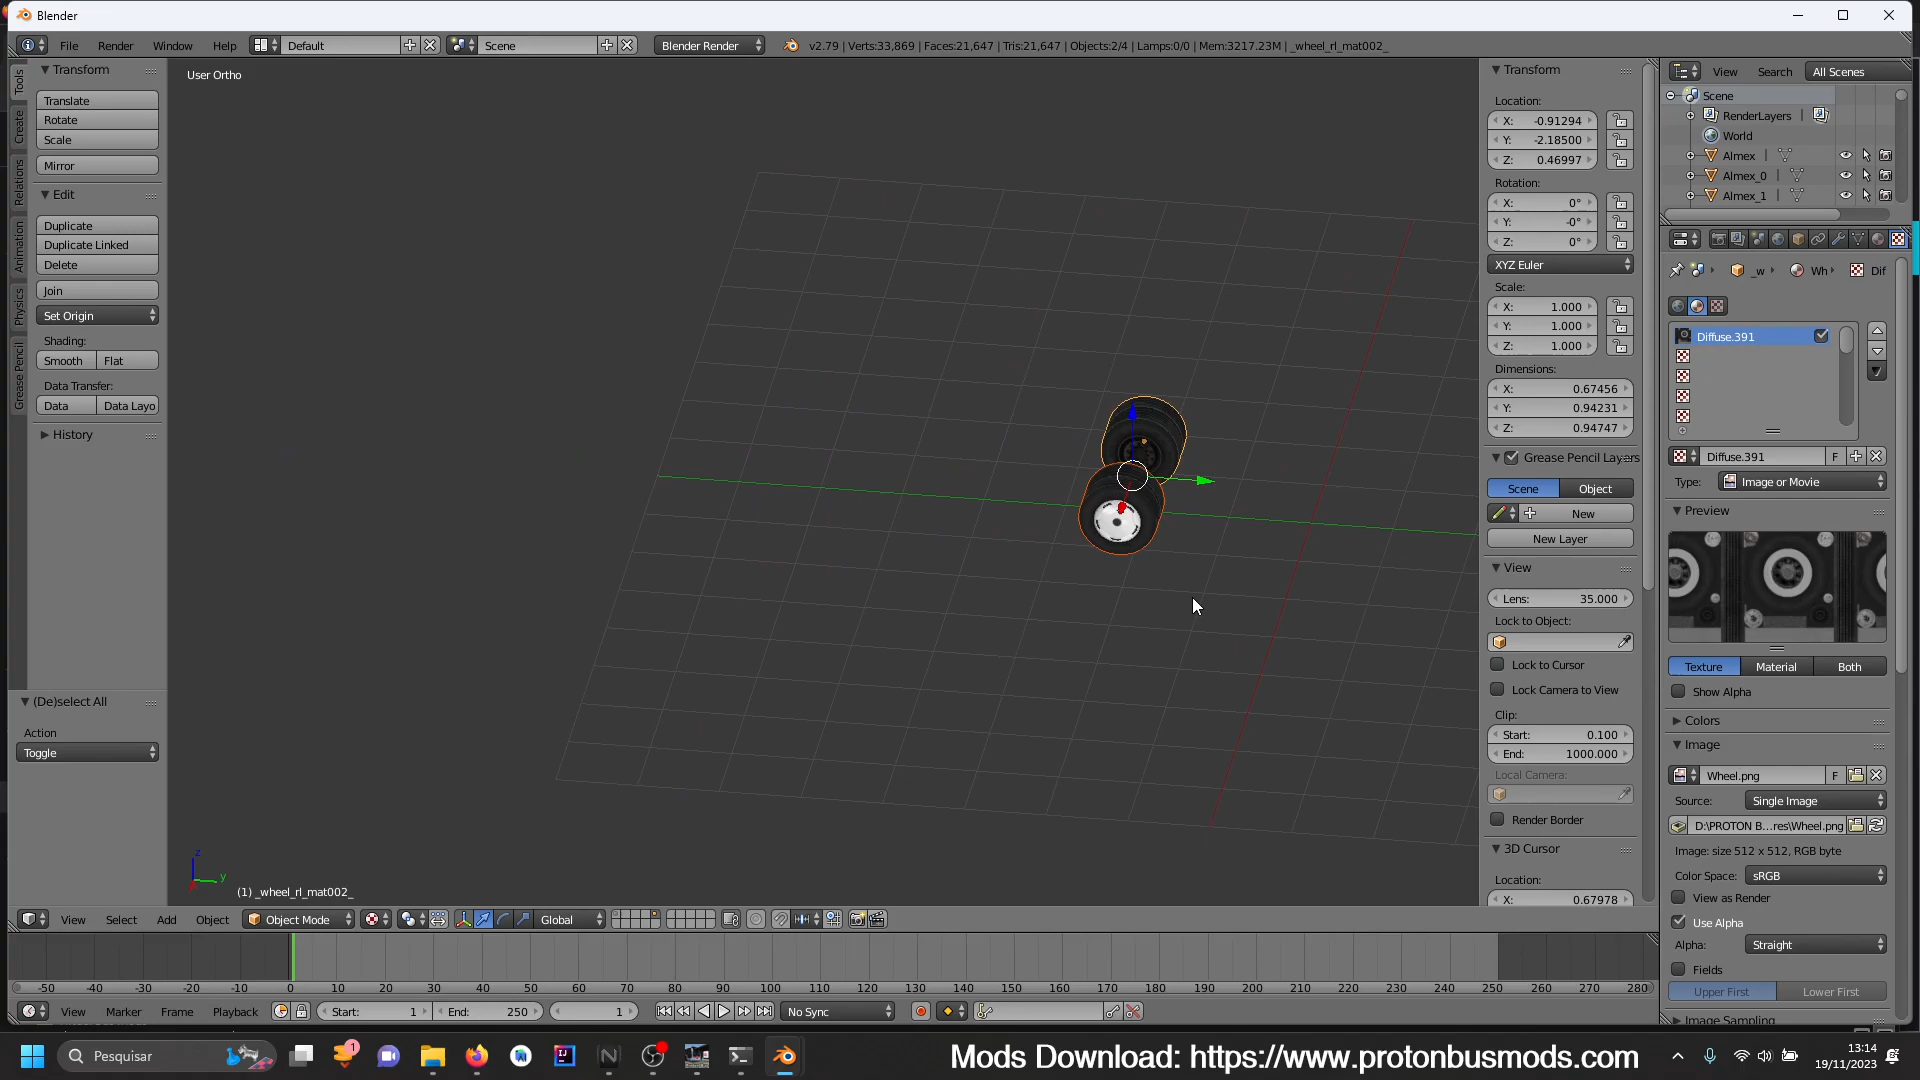 Blender
File Render Window Help Default Scene Blender Render v2.79 | Verts:33,869 | Faces:21,647 | Tris:21,647 | Objects:2/4 | Lamps:0/0 | Mem:3217.23M | _wheel_rl_mat002_
Tools
Create
Relations
Animation
Physics
Grease Pencil
Transform
Translate
Rotate
Scale
Mirror
Edit
Duplicate
Duplicate Linked
Delete
Join
Set Origin
Shading:
Smooth Flat
Data Transfer:
Data Data Layo
History
(De)select All
Action
Toggle
User Ortho
z
y
(1) _wheel_rl_mat002_
Transform
Location:
X: -0.91294
Y: -2.18500
Z: 0.46997
Rotation:
X: 0°
Y: -0°
Z: 0°
XYZ Euler
Scale:
X: 1.000
Y: 1.000
Z: 1.000
Dimensions:
X: 0.67456
Y: 0.94231
Z: 0.94747
Grease Pencil Layers
Scene Object
New
New Layer
View
Lens: 35.000
Lock to Object:
Lock to Cursor
Lock Camera to View
Clip:
Start: 0.100
End: 1000.000
Local Camera:
Render Border
3D Cursor
Location:
X: 0.67978
View Search All Scenes
Scene
RenderLayers |
World
Almex |
Almex_0 |
Almex_1 |
_w Wh Dif
Diffuse.391
Diffuse.391 F
Type: Image or Movie
Preview
Texture Material Both
Show Alpha
Colors
Image
Wheel.png F
Source: Single Image
D:\PROTON B...res\Wheel.png
Image: size 512 x 512, RGB byte
Color Space: sRGB
View as Render
Use Alpha
Alpha: Straight
Fields
Upper First Lower First
Image Sampling
View Select Add Object Object Mode Global
-50 -40 -30 -20 -10 0 10 20 30 40 50 60 70 80 90 100 110 120 130 140 150 160 170 180 190 200 210 220 230 240 250 260 270 280
View Marker Frame Playback Start: 1 End: 250 1 No Sync
Pesquisar
1
Mods Download: https://www.protonbusmods.com
13:14
19/11/2023